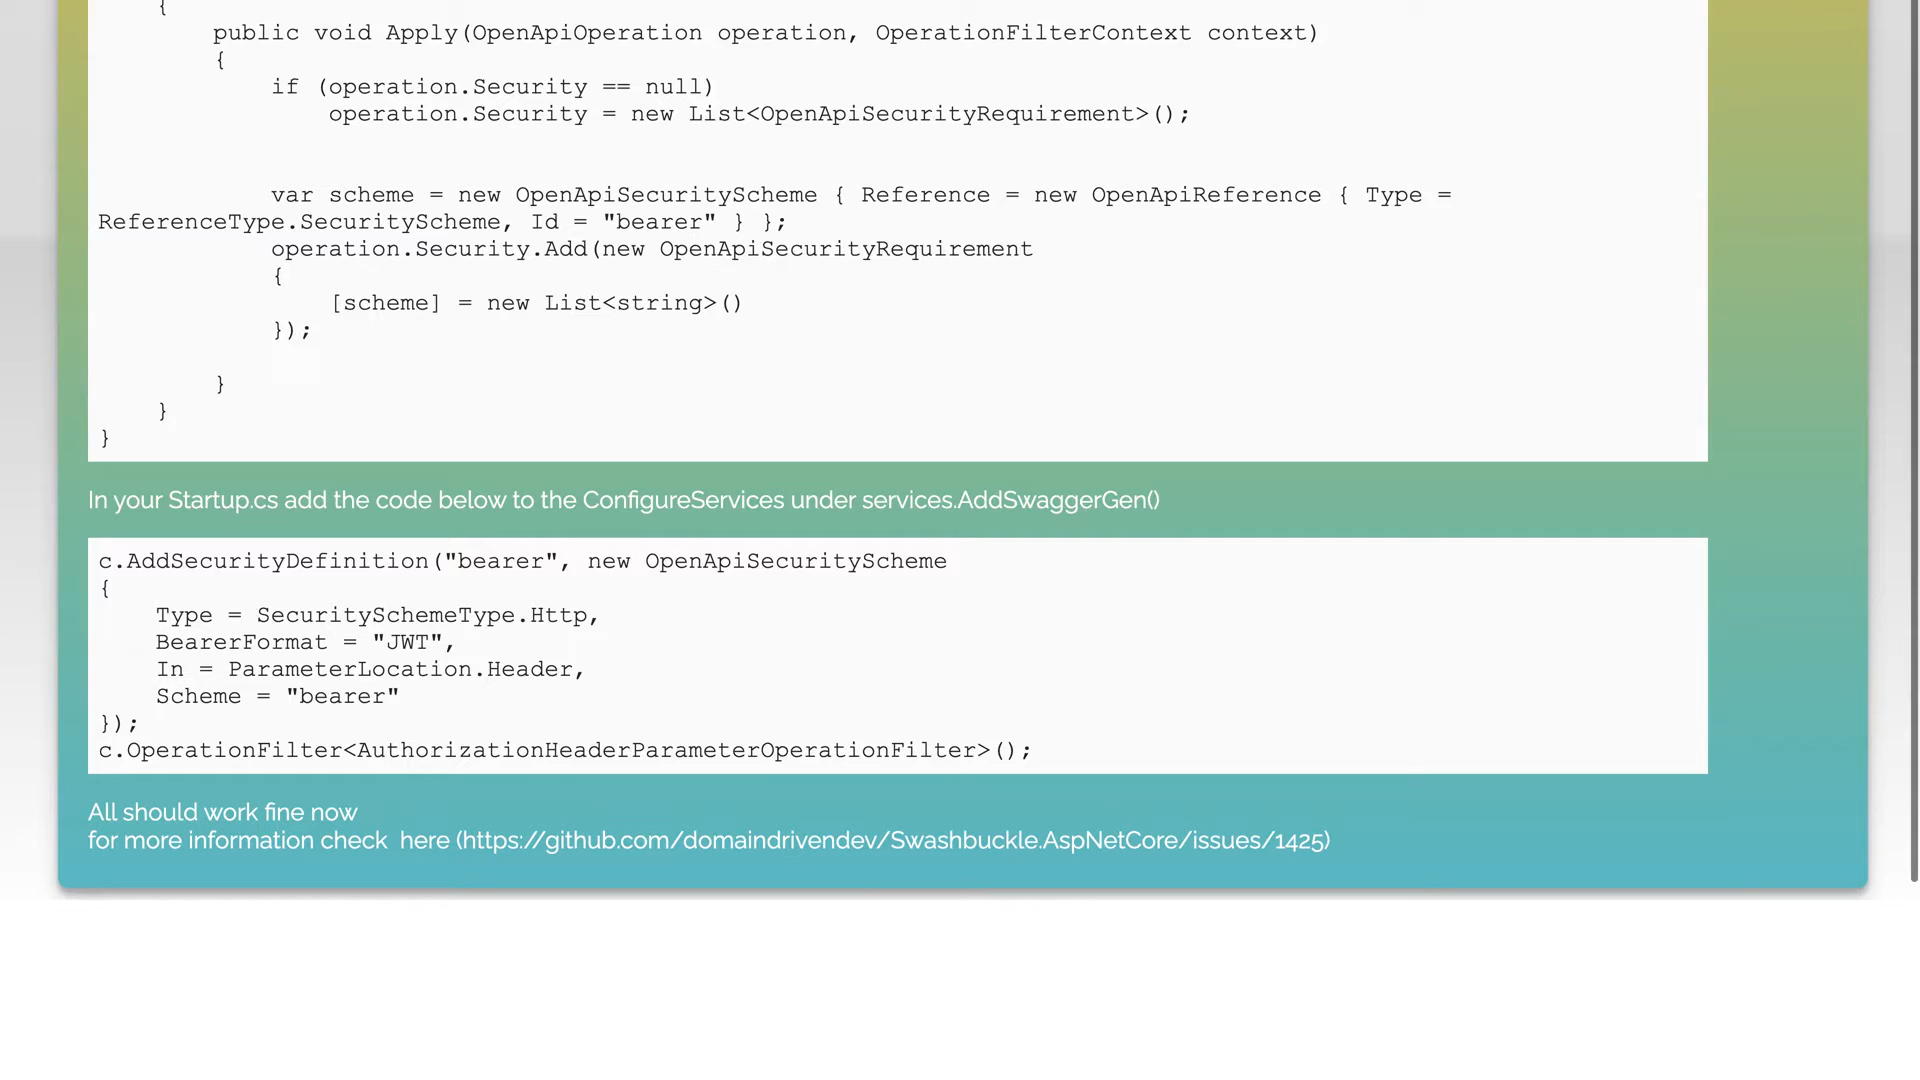 {
public void Apply(OpenApiOperation operation, OperationFilterContext context)
{
if (operation.Security == null)
operation.Security = new List<OpenApiSecurityRequirement>();
var scheme = new OpenApiSecurityScheme { Reference = new OpenApiReference { Type =
ReferenceType.SecurityScheme, Id = "bearer" } };
operation.Security.Add(new OpenApiSecurityRequirement
{
[scheme] = new List<string>()
});
}
}
}
In your Startup.cs add the code below to the ConfigureServices under services.AddSwaggerGen()
c.AddSecurityDefinition("bearer", new OpenApiSecurityScheme
{
Type = SecuritySchemeType.Http,
BearerFormat = "JWT",
In = ParameterLocation.Header,
Scheme = "bearer"
});
c.OperationFilter<AuthorizationHeaderParameterOperationFilter>();
All should work fine now
for more information check  here (https://github.com/domaindrivendev/Swashbuckle.AspNetCore/issues/1425)